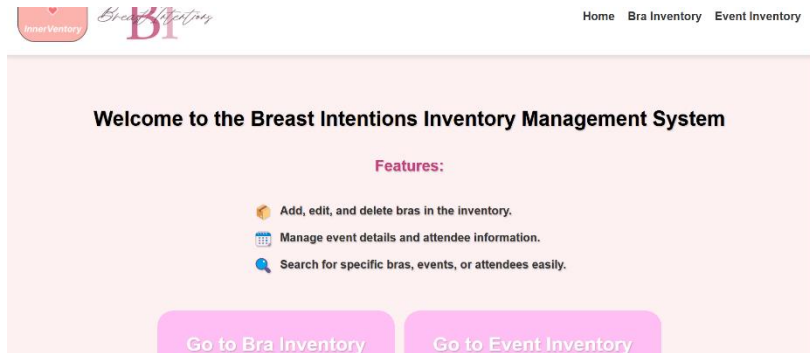 InnerVentory
Breast Intentions
BI
Home Bra Inventory Event Inventory
Welcome to the Breast Intentions Inventory Management System
Features:
Add, edit, and delete bras in the inventory.
Manage event details and attendee information.
Search for specific bras, events, or attendees easily.
Go to Bra Inventory Go to Event Inventory